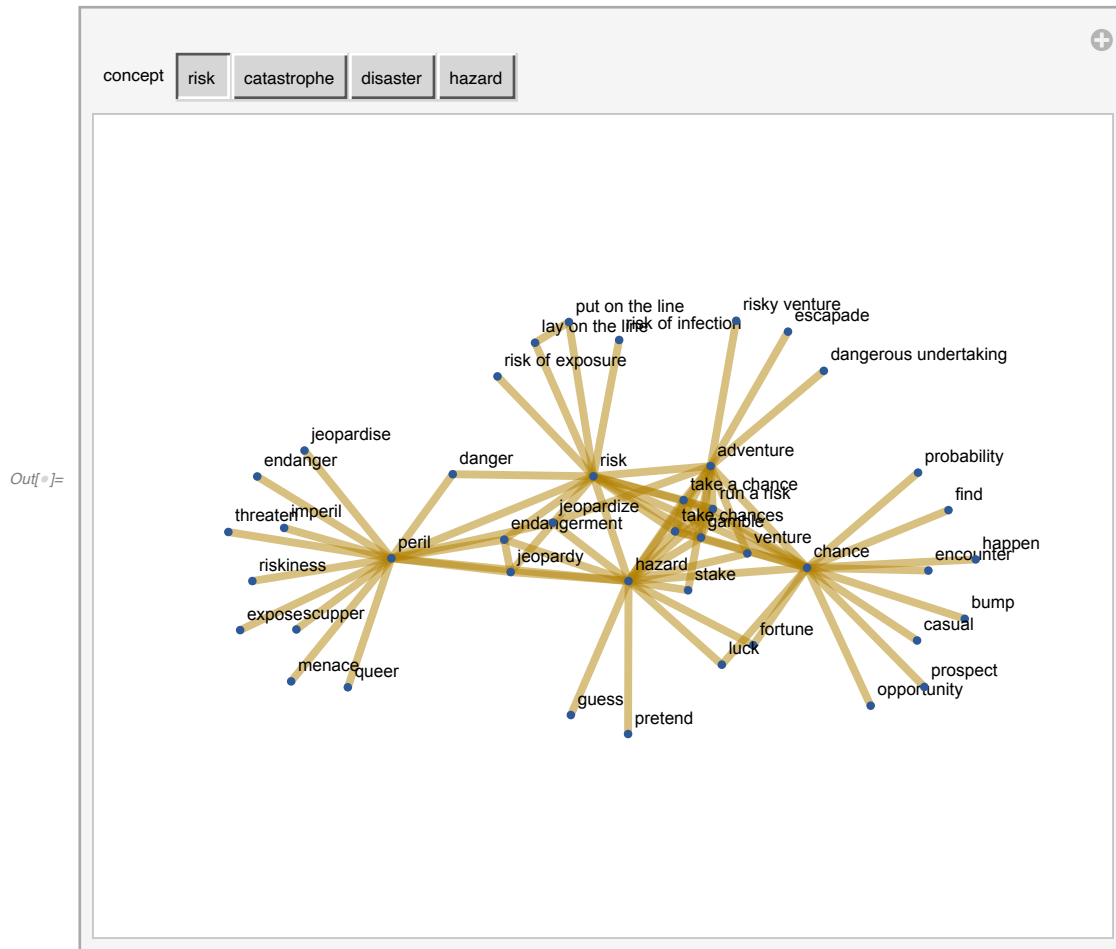 concept risk catastrophe disaster hazard
put on the line
risky venture
escapade
lay on the line
risk of infection
risk of exposure
dangerous undertaking
jeopardise
endanger
danger
risk
adventure
probability
take a chance
run a risk
find
Out[ ]=
threaten
imperil
jeopardize
endangerment
take chances
gamble
venture
happen
peril
jeopardy
hazard
chance
encounter
riskiness
stake
expose
scupper
bump
casual
fortune
luck
menace
queer
prospect
opportunity
guess
pretend